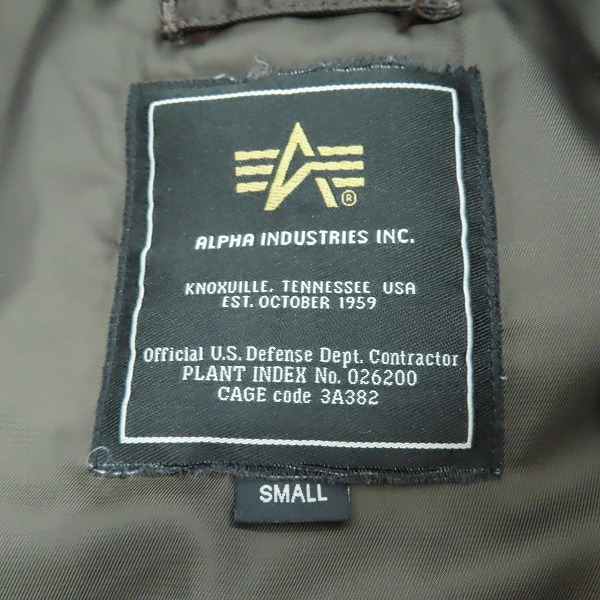 ®
ALPHA INDUSTRIES INC.
KNOXVILLE, TENNESSEE USA
EST. OCTOBER 1959
Official U.S. Defense Dept. Contractor
PLANT INDEX No. 026200
CAGE code 3A382
SMALL